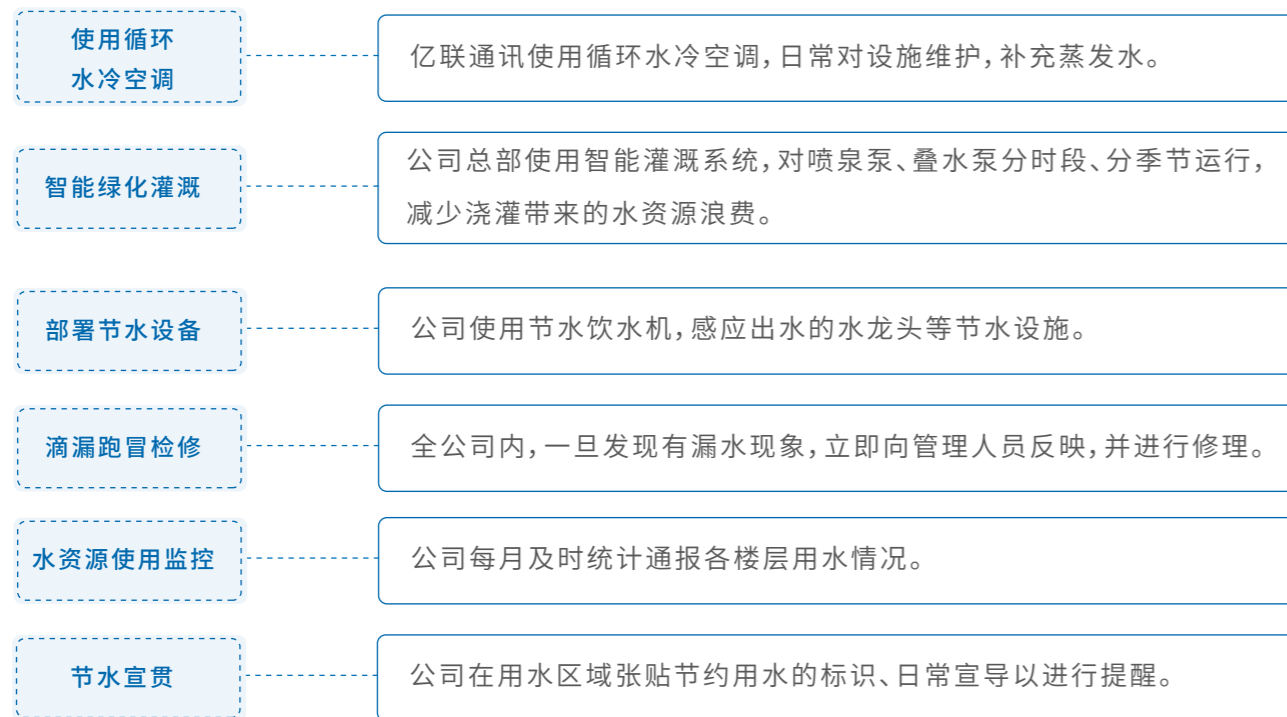 使用循环
水冷空调
亿联通讯使用循环水冷空调，日常对设施维护，补充蒸发水。
智能绿化灌溉
公司总部使用智能灌溉系统，对喷泉泵、叠水泵分时段、分季节运行，
减少浇灌带来的水资源浪费。
部署节水设备
公司使用节水饮水机，感应出水的水龙头等节水设施。
滴漏跑冒检修
全公司内，一旦发现有漏水现象，立即向管理人员反映，并进行修理。
水资源使用监控
公司每月及时统计通报各楼层用水情况。
节水宣贯
公司在用水区域张贴节约用水的标识、日常宣导以进行提醒。